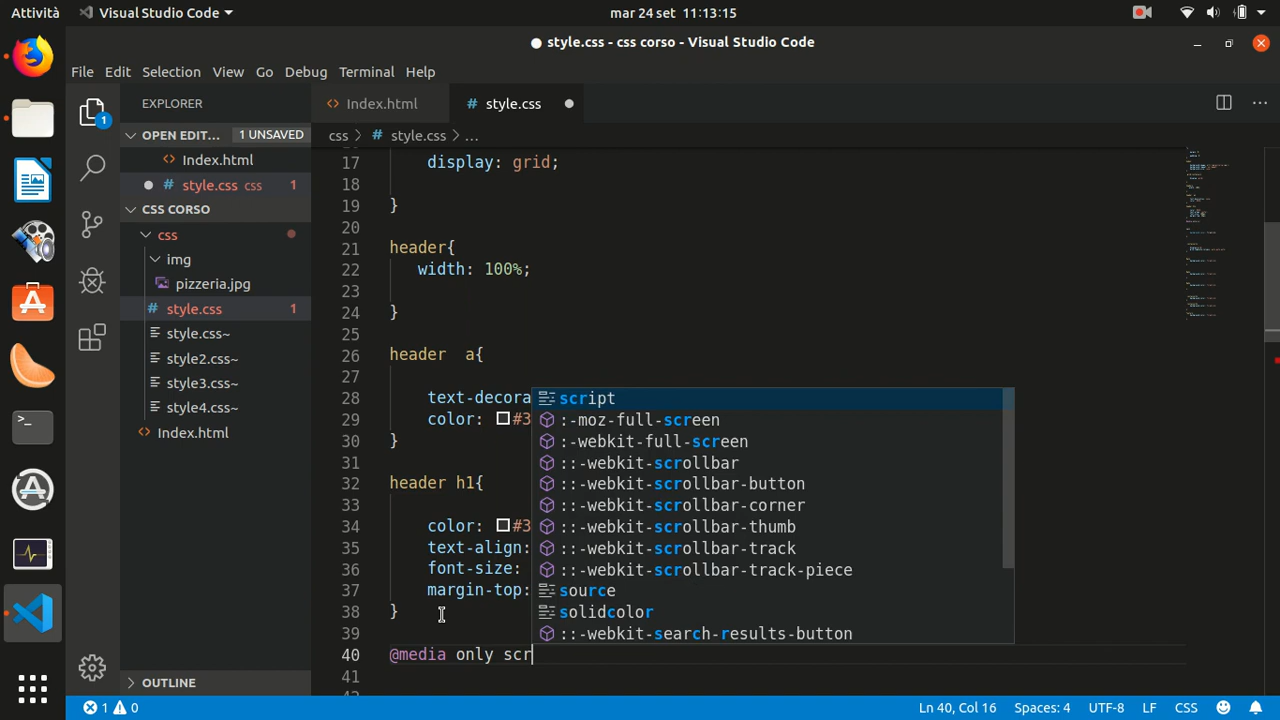 Attività Visual Studio Code mar 24 set 11:13:15
style.css - css corso - Visual Studio Code
File Edit Selection View Go Debug Terminal Help
EXPLORER
<> Index.html
# style.css
OPEN EDIT... 1 UNSAVED
<> Index.html
# style.css css 1
CSS CORSO
css
img
pizzeria.jpg
# style.css 1
style.css~
style2.css~
style3.css~
style4.css~
<> Index.html
OUTLINE
css > # style.css > ...
17 display: grid;
18
19 }
20
21 header{
22 width: 100%;
23
24 }
25
26 header  a{
27
28 text-decora
29 color: #3
30 }
31
32 header h1{
33
34 color: #3
35 text-align:
36 font-size:
37 margin-top:
38 }
39
40 @media only scr
41
script
:-moz-full-screen
:-webkit-full-screen
::-webkit-scrollbar
::-webkit-scrollbar-button
::-webkit-scrollbar-corner
::-webkit-scrollbar-thumb
::-webkit-scrollbar-track
::-webkit-scrollbar-track-piece
source
solidcolor
::-webkit-search-results-button
1 0 Ln 40, Col 16 Spaces: 4 UTF-8 LF CSS